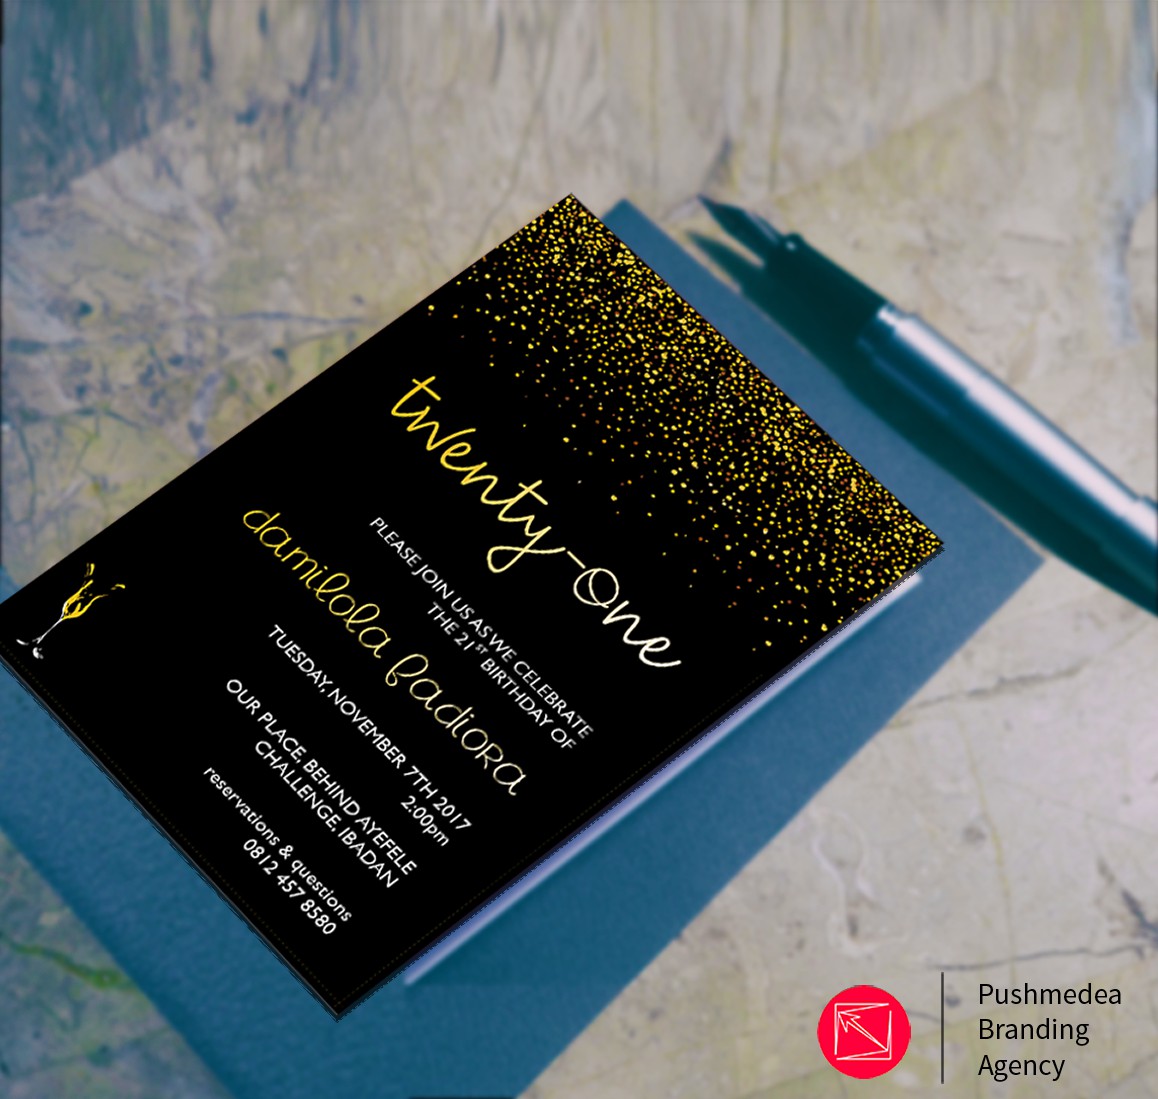 twenty-one
PLEASE JOIN US AS WE CELEBRATE
THE 21ST BIRTHDAY OF
damilola fadiORA
TUESDAY, NOVEMBER 7TH 2017
2:00pm
OUR PLACE, BEHIND AYEFELE
CHALLENGE, IBADAN
reservations & questions
0812 457 8580
Pushmedea
Branding
Agency